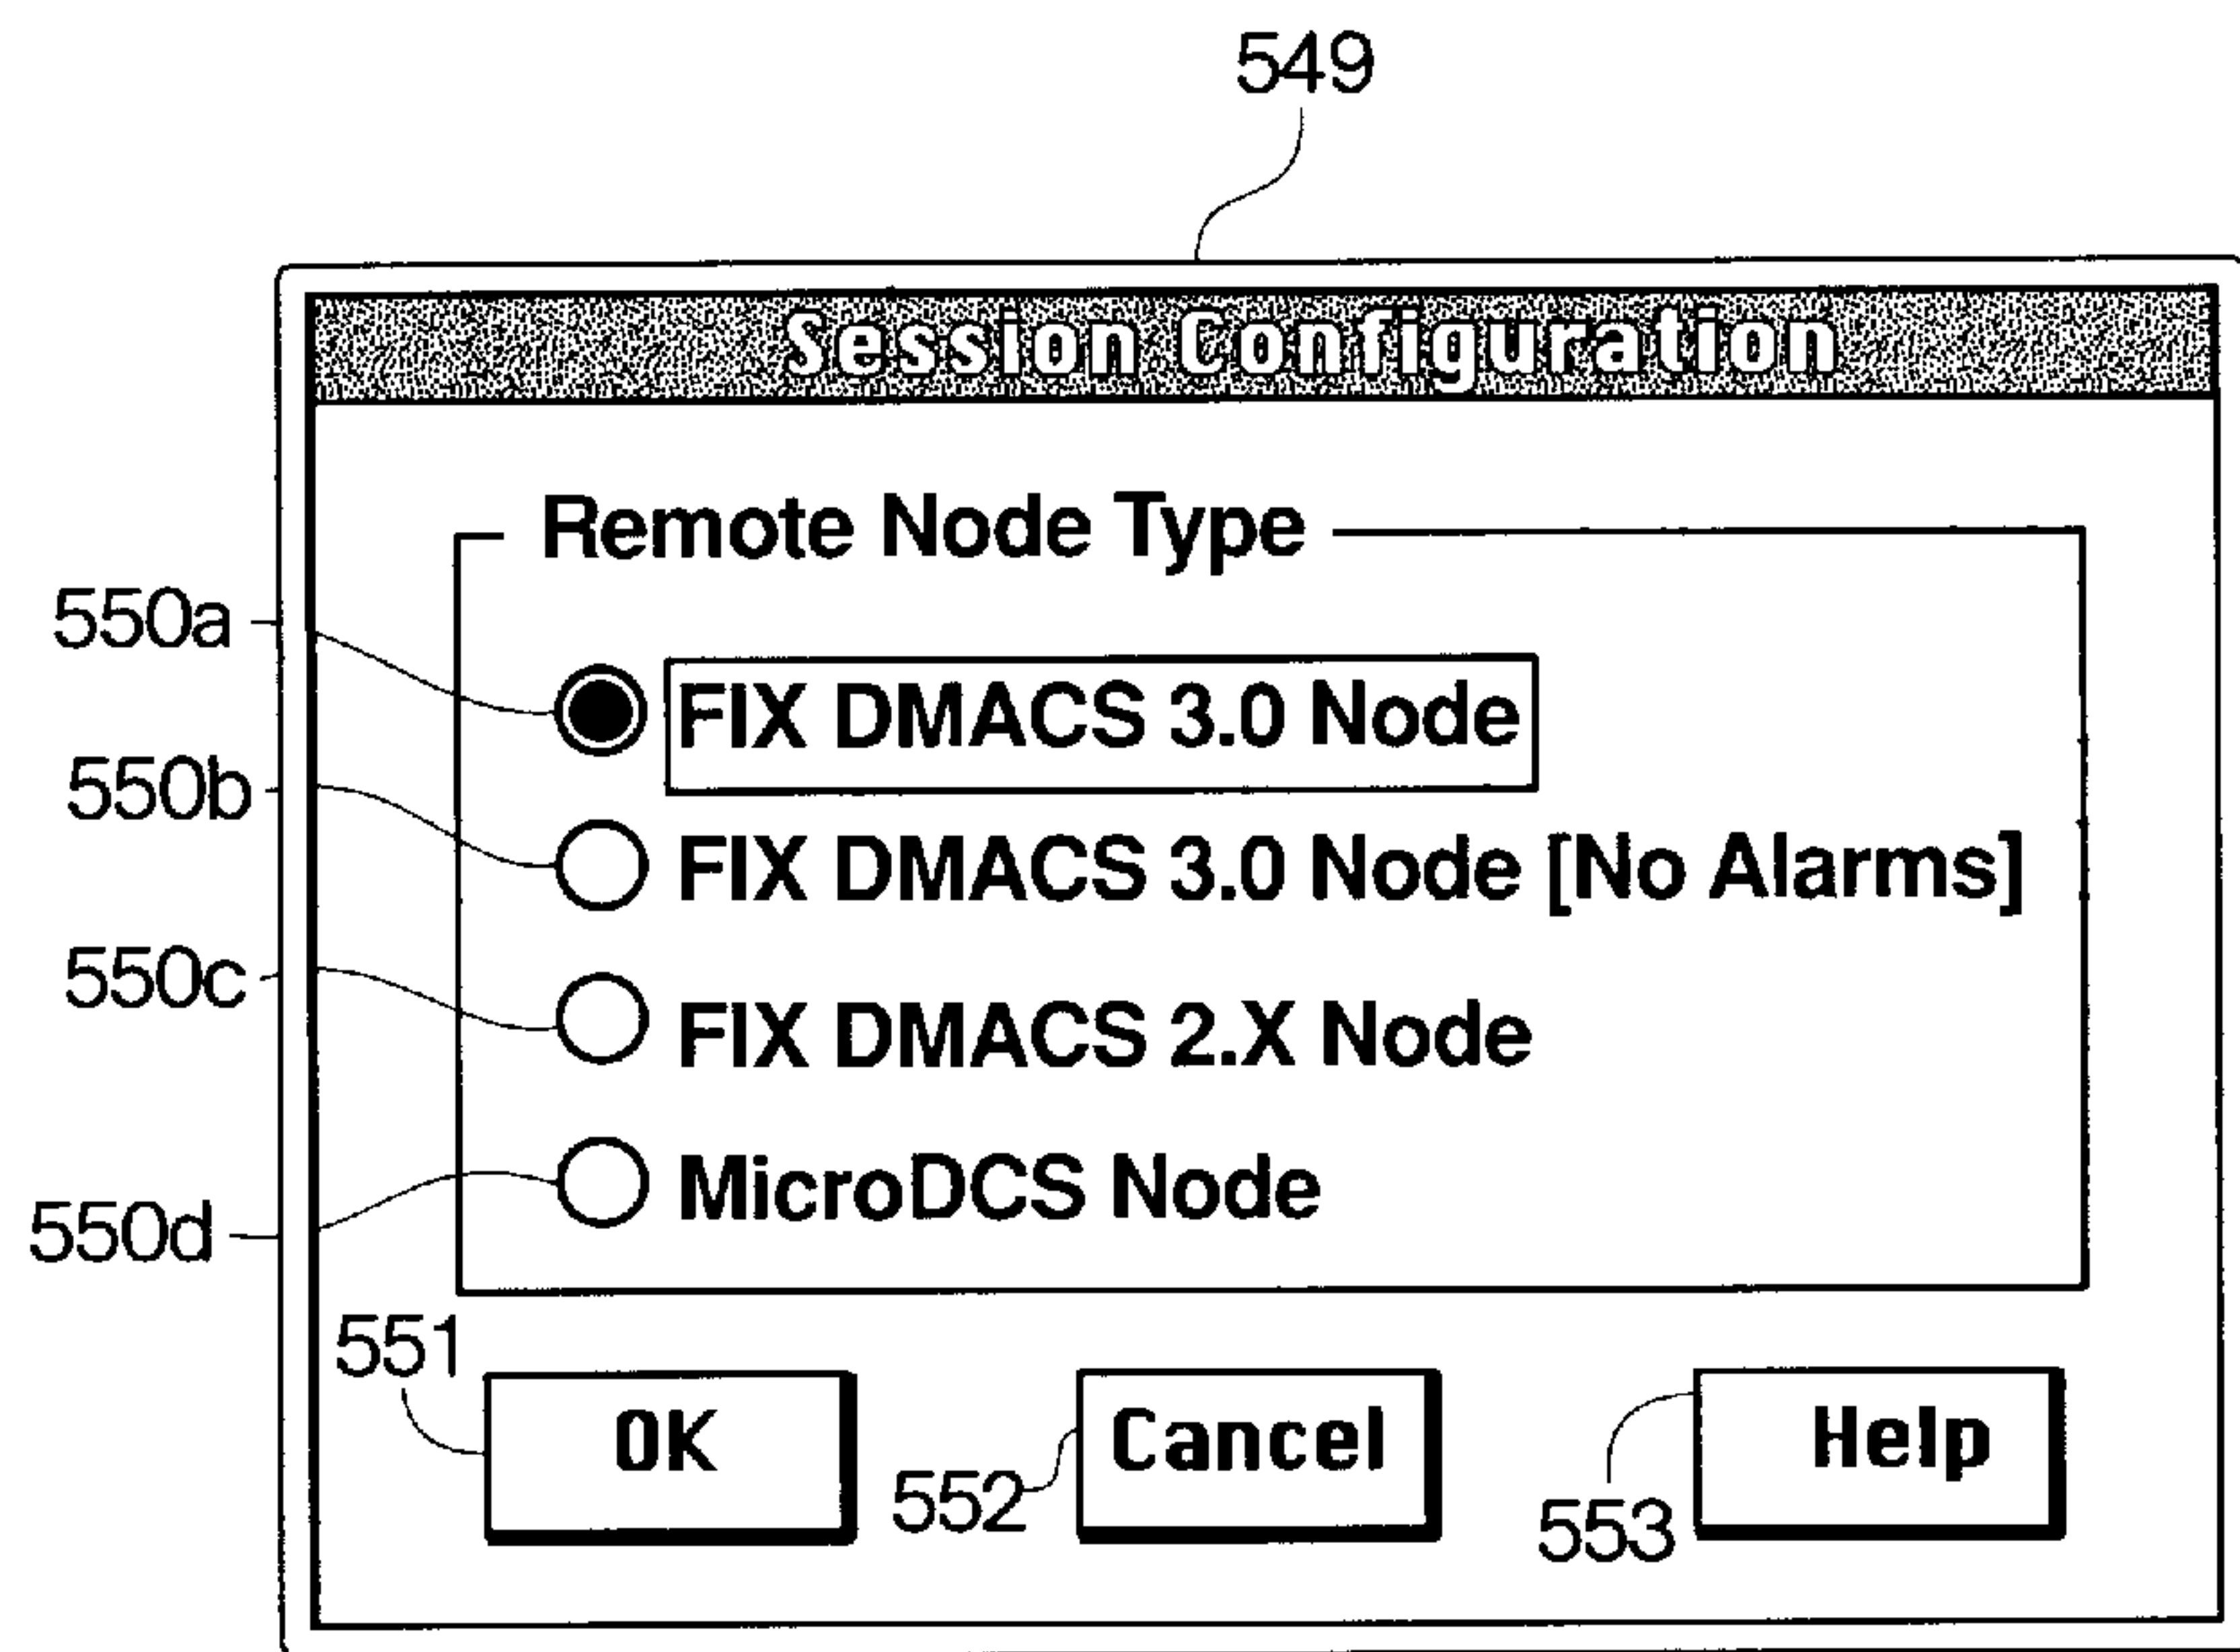 549
Session Configuration
Remote Node Type
550a
FIX DMACS 3.0 Node
550b
FIX DMACS 3.0 Node [No Alarms]
550c
FIX DMACS 2.X Node
550d
MicroDCS Node
551
OK
552
Cancel
553
Help